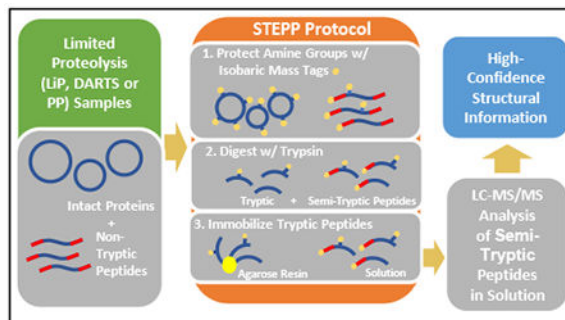 Limited
Proteolysis
(LiP, DARTS or
PP) Samples
Intact Proteins
+
Non-
Tryptic
Peptides
STEPP Protocol
1. Protect Amine Groups w/
Isobaric Mass Tags
2. Digest w/ Trypsin
Tryptic + Semi-Tryptic Peptides
3. Immobilize Tryptic Peptides
Agarose Resin Solution
High-
Confidence
Structural
Information
LC-MS/MS
Analysis
of Semi-
Tryptic
Peptides
in Solution